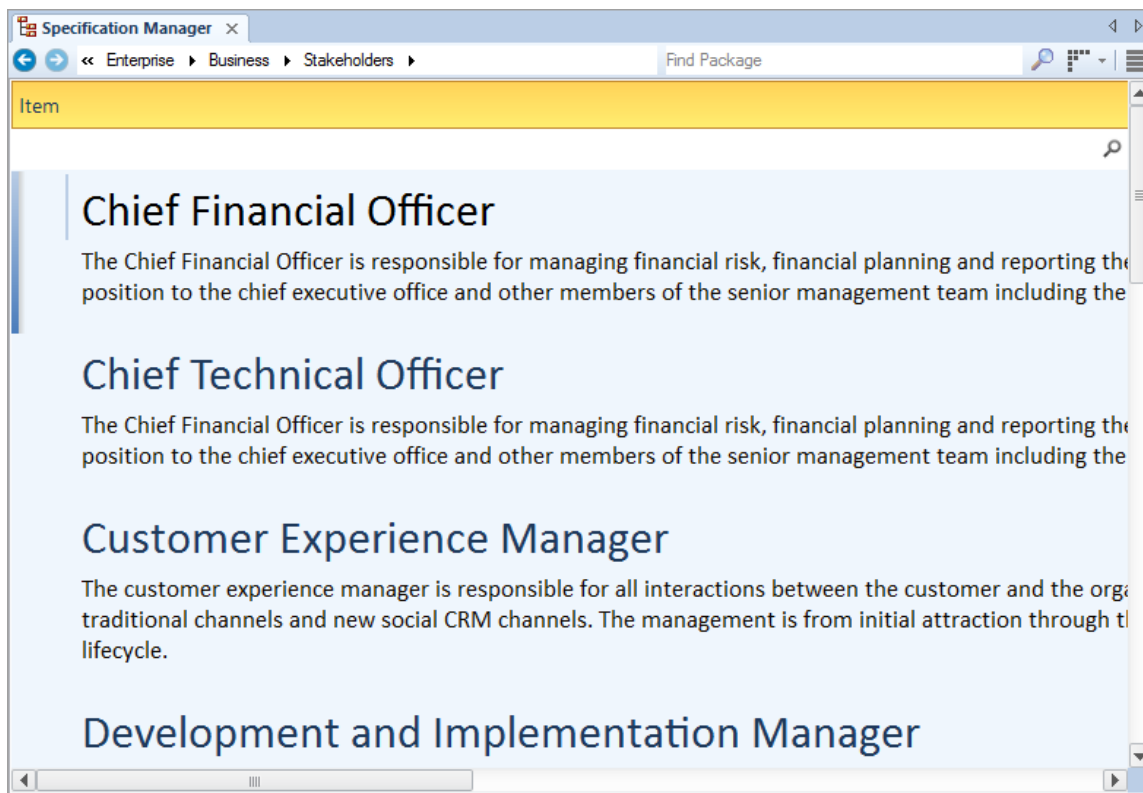 Specification Manager
« Enterprise Business Stakeholders
Find Package
Item
Chief Financial Officer
The Chief Financial Officer is responsible for managing financial risk, financial planning and reporting the
position to the chief executive office and other members of the senior management team including the
Chief Technical Officer
The Chief Financial Officer is responsible for managing financial risk, financial planning and reporting the
position to the chief executive office and other members of the senior management team including the
Customer Experience Manager
The customer experience manager is responsible for all interactions between the customer and the
traditional channels and new social CRM channels. The management is from initial attraction through
lifecycle.
Development and Implementation Manager